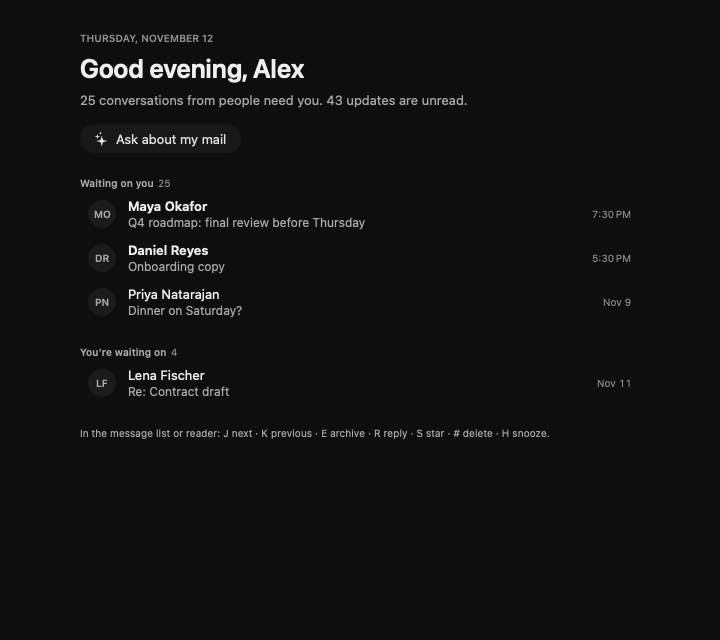 THURSDAY, NOVEMBER 12
Good evening, Alex
25 conversations from people need you. 43 updates are unread.
Ask about my mail
Waiting on you 25
MO Maya Okafor 7:30 PM
Q4 roadmap: final review before Thursday
DR Daniel Reyes 5:30 PM
Onboarding copy
PN Priya Natarajan Nov 9
Dinner on Saturday?
You're waiting on 4
LF Lena Fischer Nov 11
Re: Contract draft
In the message list or reader: J next · K previous · E archive · R reply · S star · # delete · H snooze.